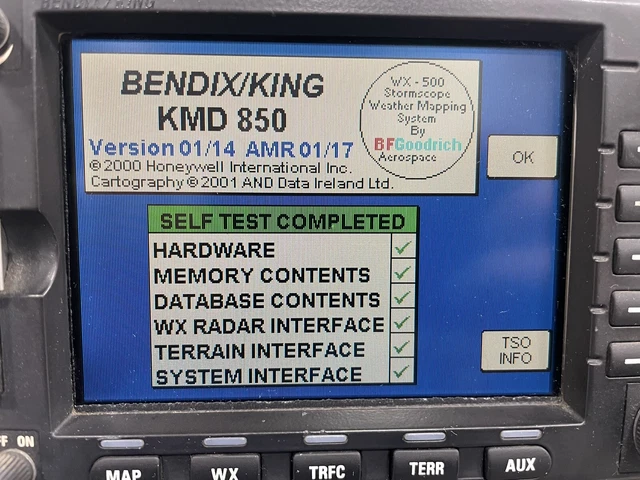 BENDIX/KING
BENDIX/KING
KMD 850
Version 01/14 AMR 01/17
© 2000 Honeywell International Inc.
Cartography © 2001 AND Data Ireland Ltd.
WX - 500
Stormscope
Weather Mapping
System
By
BFGoodrich
Aerospace
OK
SELF TEST COMPLETED
HARDWARE ✓
MEMORY CONTENTS ✓
DATABASE CONTENTS ✓
WX RADAR INTERFACE ✓
TERRAIN INTERFACE ✓
SYSTEM INTERFACE ✓
TSO
INFO
ON
MAP
WX
TRFC
TERR
AUX